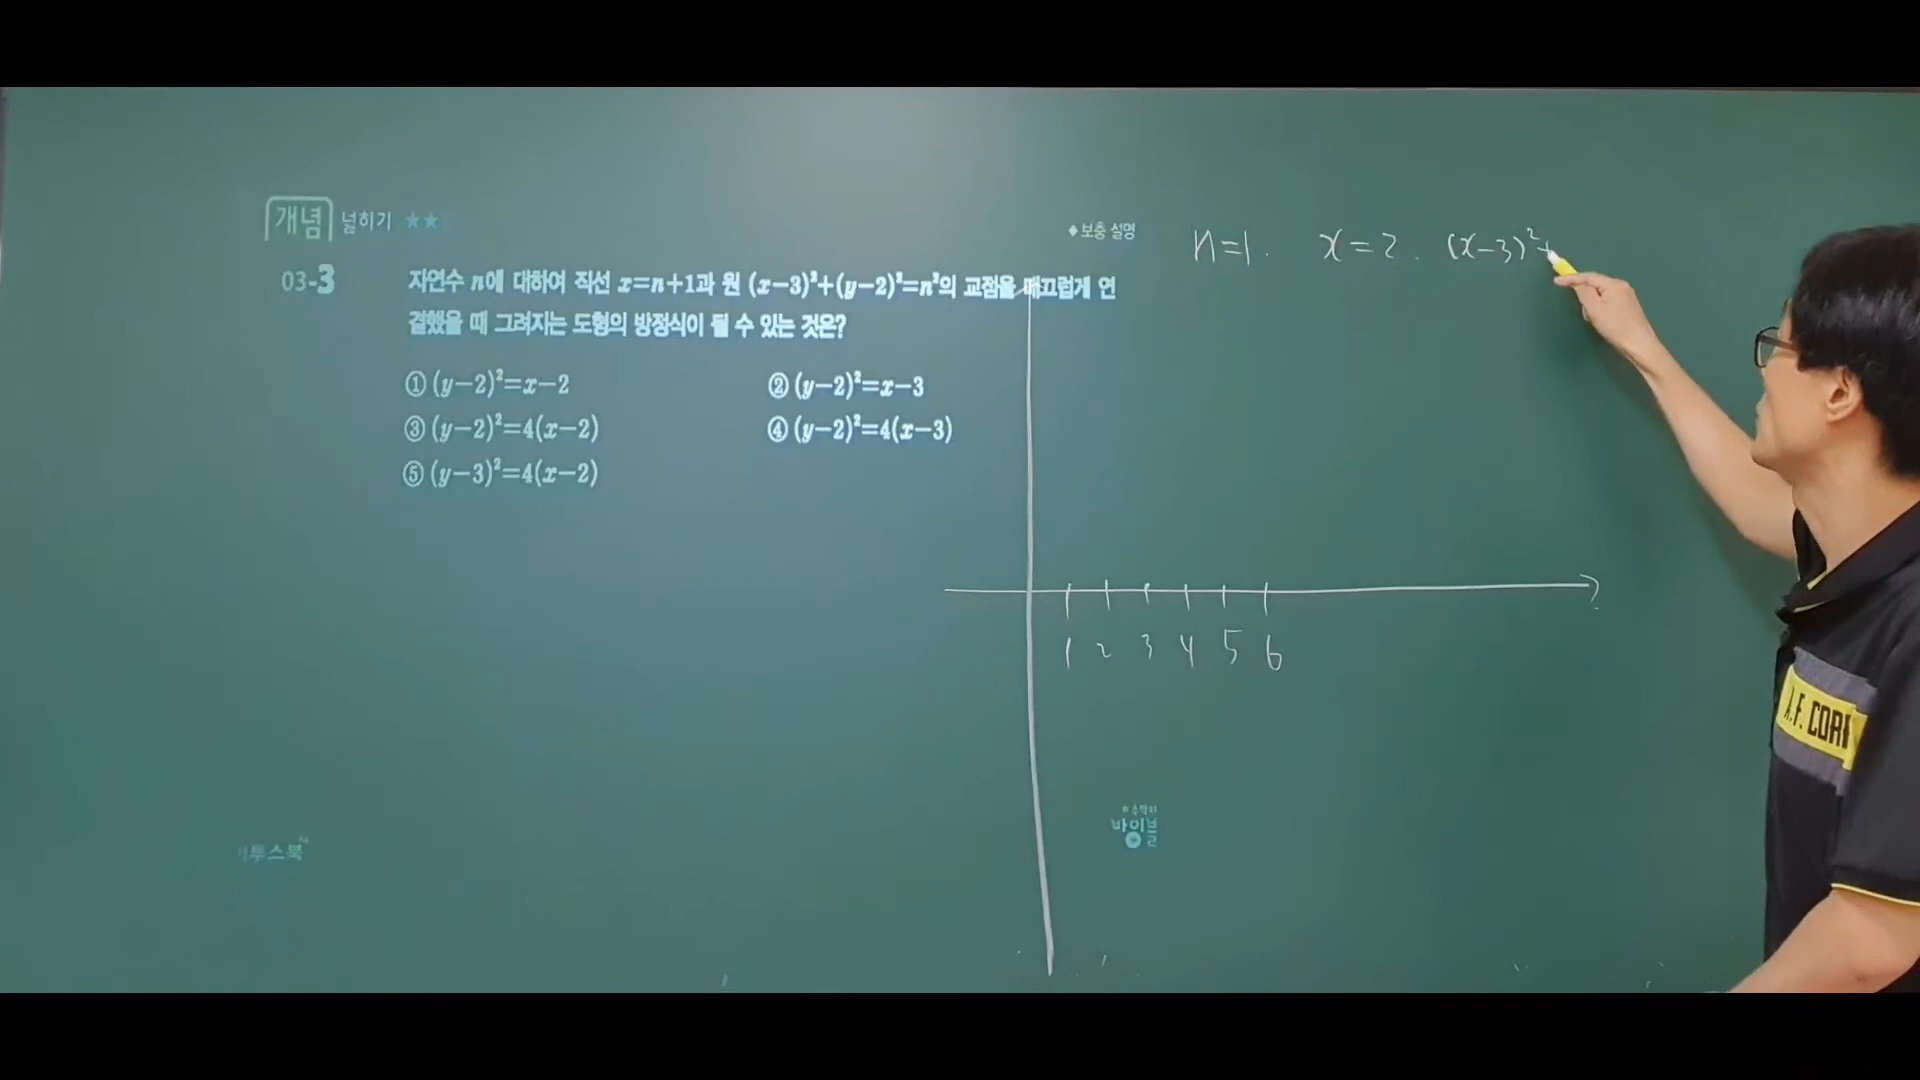 개념 넓히기 ★★
◆보충 설명
n=1. x=2. (x-3)²+
03-3 자연수 n에 대하여 직선 x=n+1과 원 (x-3)²+(y-2)²=n²의 교점을 매끄럽게 연
결했을 때 그려지는 도형의 방정식이 될 수 있는 것은?
① (y-2)²=x-2 ② (y-2)²=x-3
③ (y-2)²=4(x-2) ④ (y-2)²=4(x-3)
⑤ (y-3)²=4(x-2)
1 2 3 4 5 6
A.F. COR
바이블
투스북